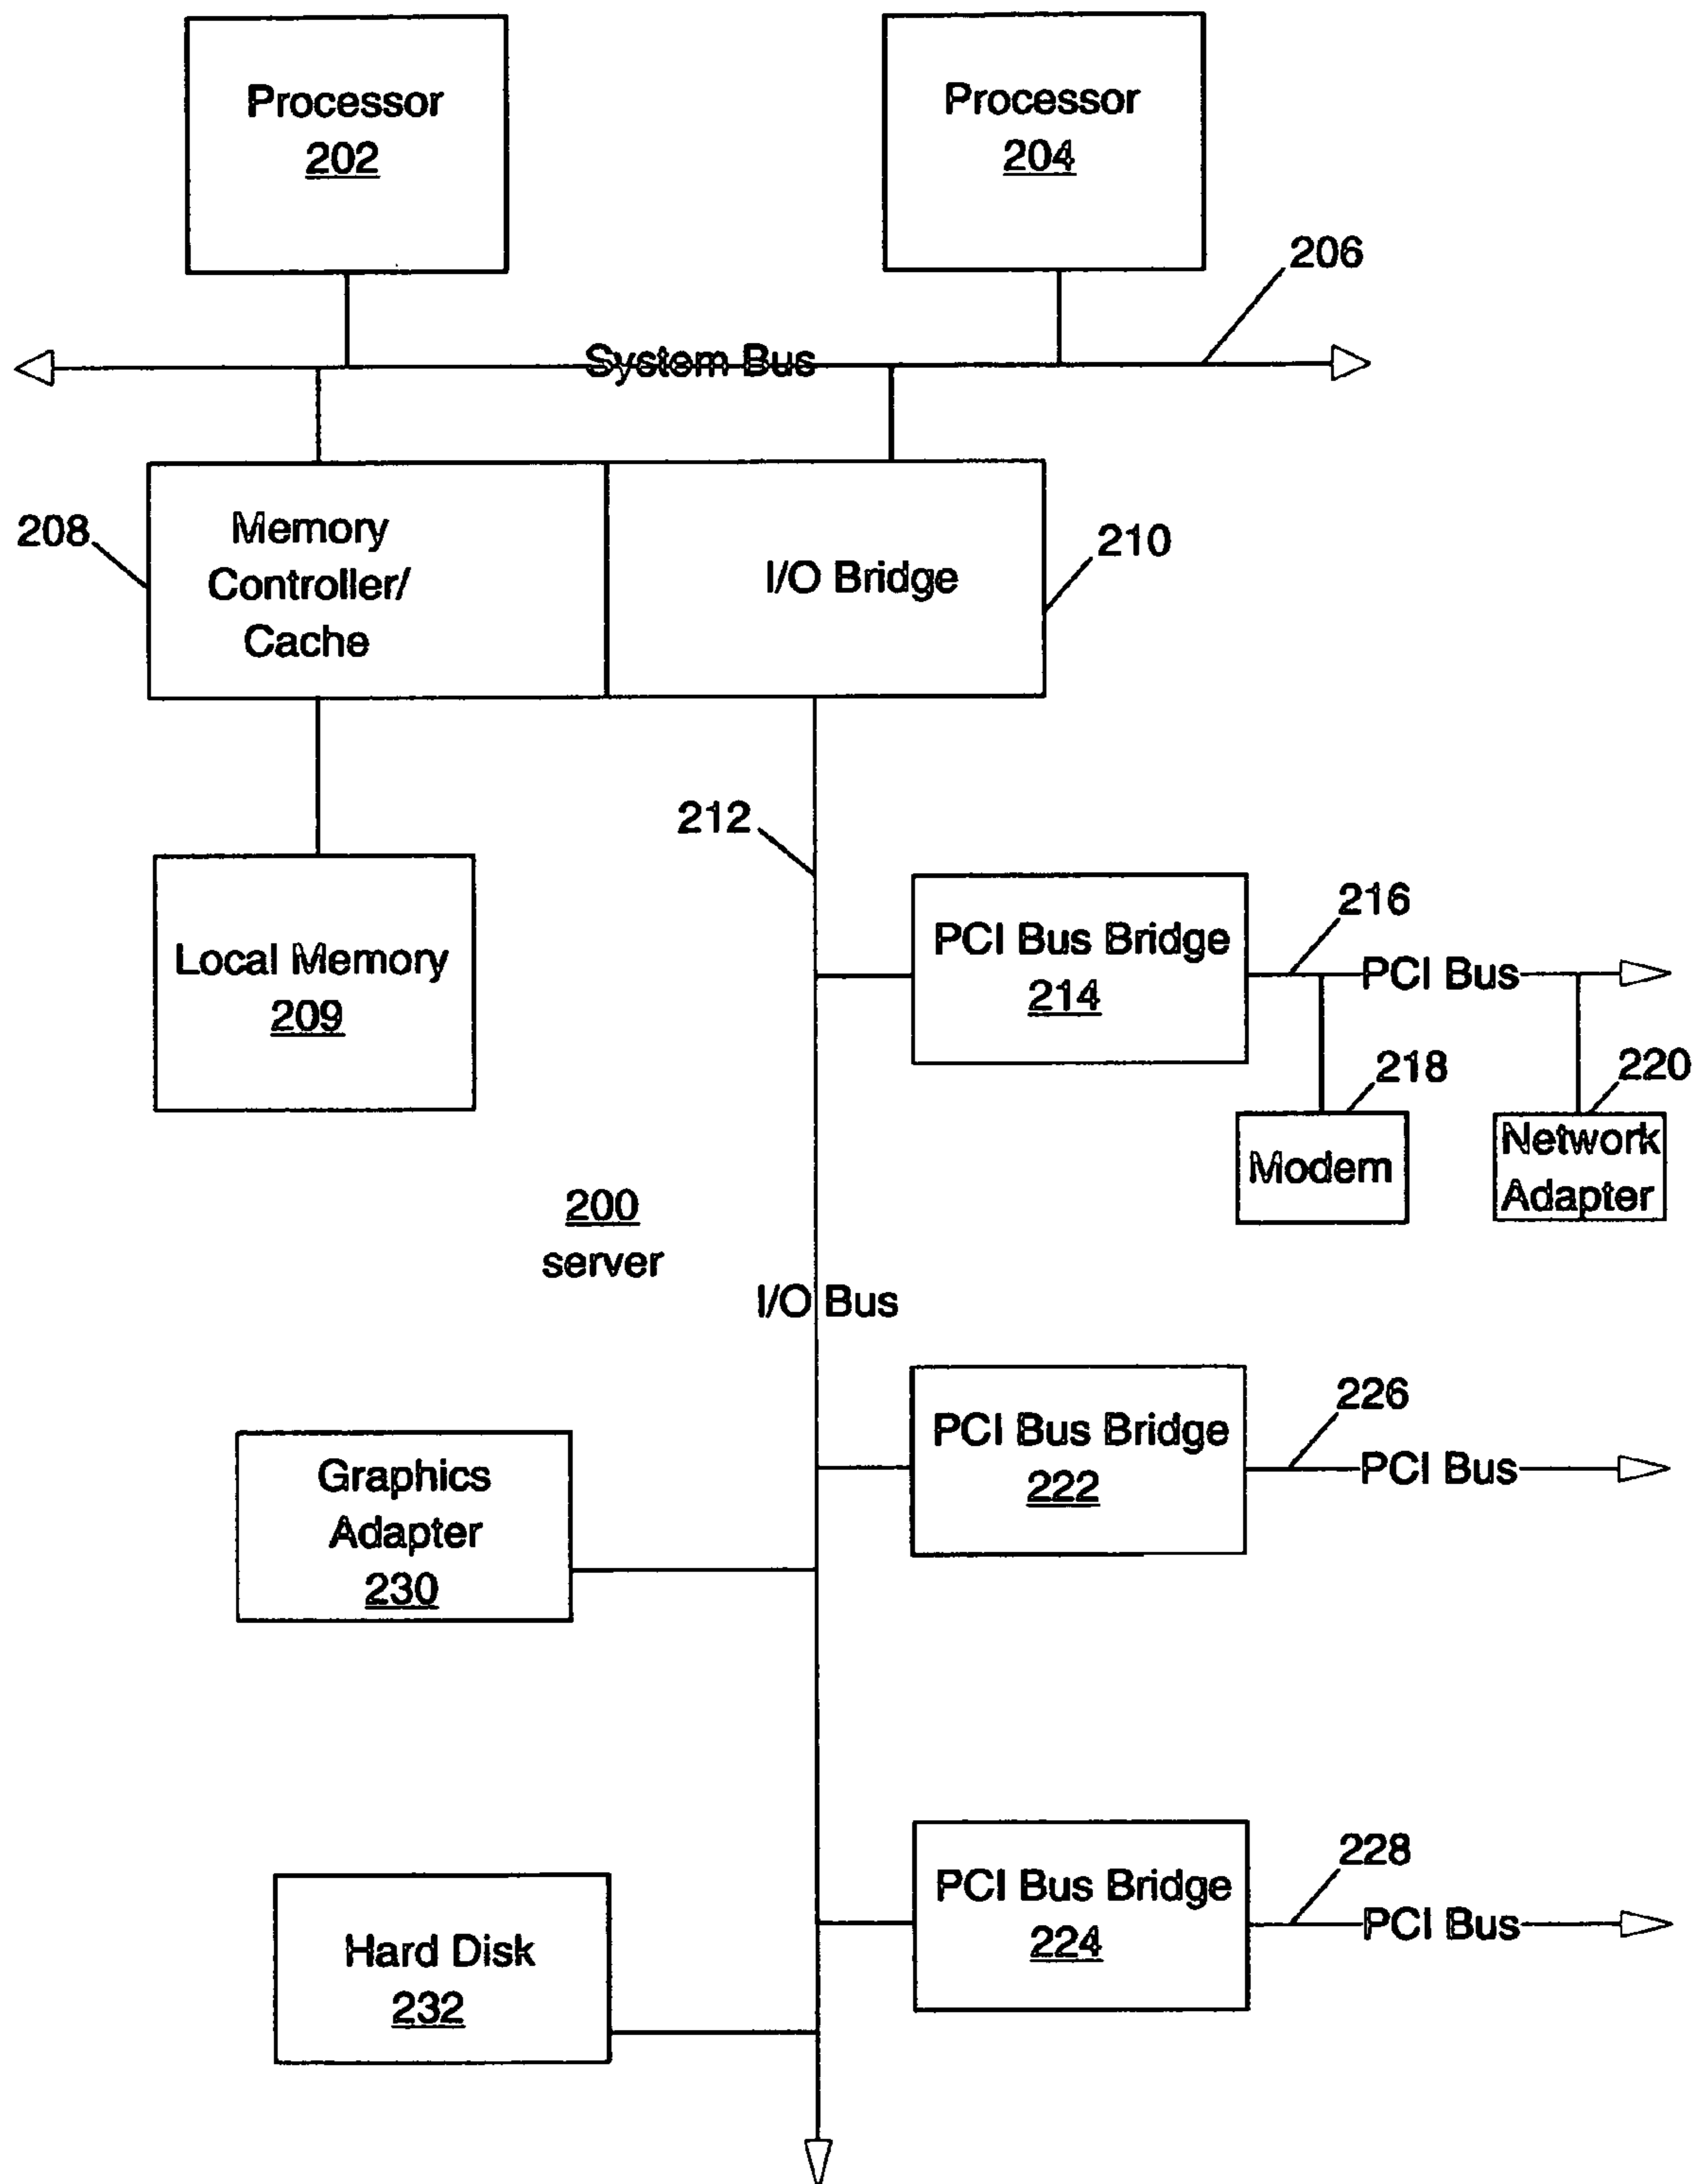 Processor
202
Processor
204
206
System Bus
208
Memory
Controller/
Cache
I/O Bridge
210
212
Local Memory
209
PCI Bus Bridge
214
216
PCI Bus
218
Modem
220
Network
Adapter
200
server
I/O Bus
PCI Bus Bridge
222
226
PCI Bus
Graphics
Adapter
230
PCI Bus Bridge
224
228
PCI Bus
Hard Disk
232